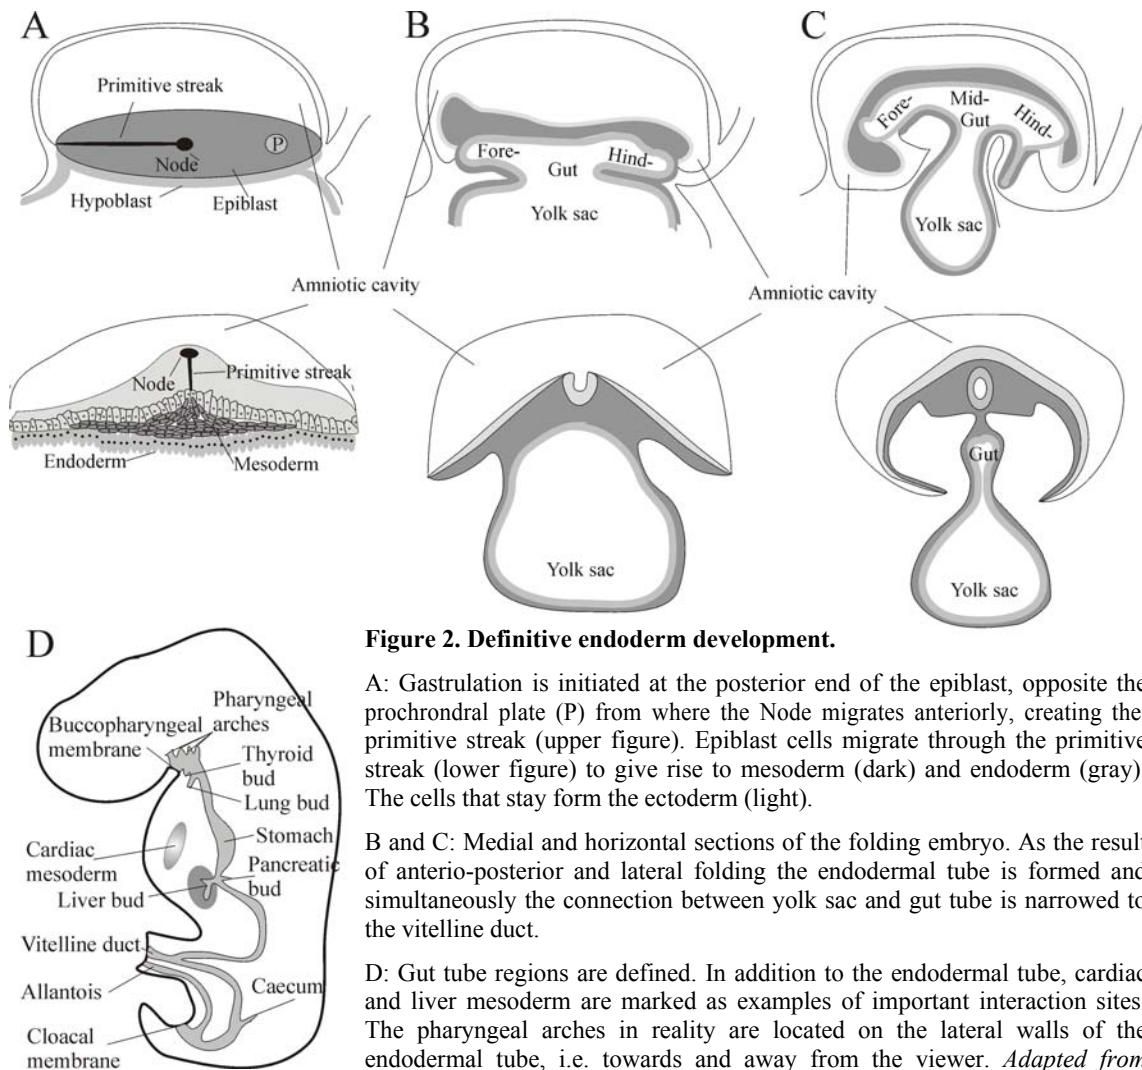 A
B
C
Primitive streak
P
Node
Hypoblast
Epiblast
Fore-
Hind-
Gut
Yolk sac
Fore-
Mid-
Gut
Hind-
Yolk sac
Amniotic cavity
Amniotic cavity
Node
Primitive streak
Endoderm
Mesoderm
Yolk sac
Gut
Yolk sac
D
Pharyngeal
arches
Buccopharyngeal
membrane
Thyroid
bud
Lung bud
Stomach
Cardiac
mesoderm
Pancreatic
bud
Liver bud
Vitelline duct
Allantois
Caecum
Cloacal
membrane
Figure 2. Definitive endoderm development.
A: Gastrulation is initiated at the posterior end of the epiblast, opposite the
prochrondral plate (P) from where the Node migrates anteriorly, creating the
primitive streak (upper figure). Epiblast cells migrate through the primitive
streak (lower figure) to give rise to mesoderm (dark) and endoderm (gray)
The cells that stay form the ectoderm (light).
B and C: Medial and horizontal sections of the folding embryo. As the result
of anterio-posterior and lateral folding the endodermal tube is formed and
simultaneously the connection between yolk sac and gut tube is narrowed to
the vitelline duct.
D: Gut tube regions are defined. In addition to the endodermal tube, cardiac
and liver mesoderm are marked as examples of important interaction sites
The pharyngeal arches in reality are located on the lateral walls of the
endodermal tube, i.e. towards and away from the viewer. Adapted from